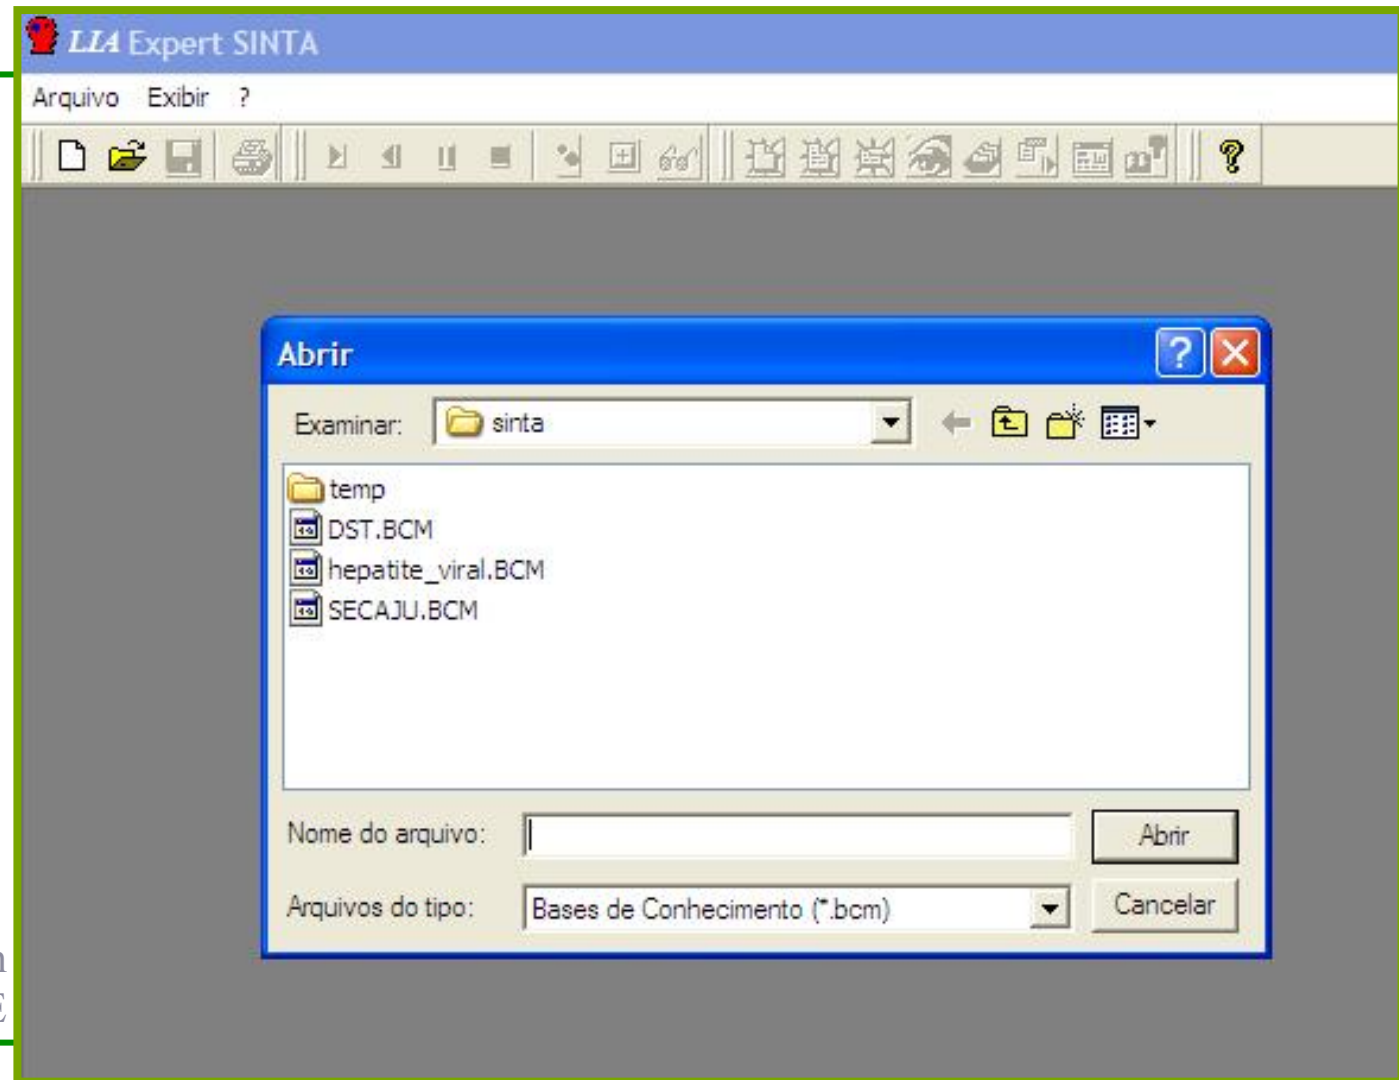 LIA Expert SINTA
Arquivo Exibir ?
Abrir
Examinar: sinta
temp
DST.BCM
hepatite_viral.BCM
SECAJU.BCM
Nome do arquivo: Abrir
Arquivos do tipo: Bases de Conhecimento (*.bcm) Cancelar
E